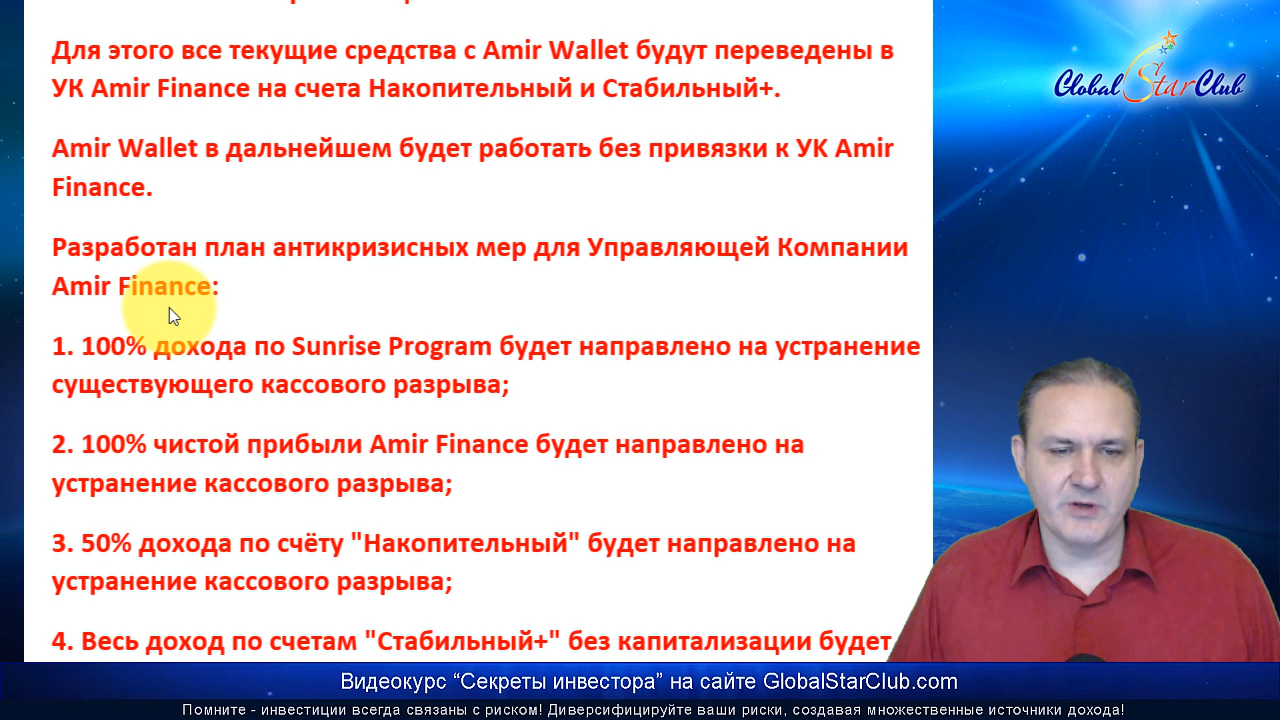 Для этого все текущие средства с Amir Wallet будут переведены в
УК Amir Finance на счета Накопительный и Стабильный+.
Amir Wallet в дальнейшем будет работать без привязки к УК Amir
Finance.
Разработан план антикризисных мер для Управляющей Компании
Amir Finance:
1. 100% дохода по Sunrise Program будет направлено на устранение
существующего кассового разрыва;
2. 100% чистой прибыли Amir Finance будет направлено на
устранение кассового разрыва;
3. 50% дохода по счёту "Накопительный" будет направлено на
устранение кассового разрыва;
4. Весь доход по счетам "Стабильный+" без капитализации будет
Global Star Club
Видеокурс “Секреты инвестора” на сайте GlobalStarClub.com
Помните - инвестиции всегда связаны с риском! Диверсифицируйте ваши риски, создавая множественные источники дохода!